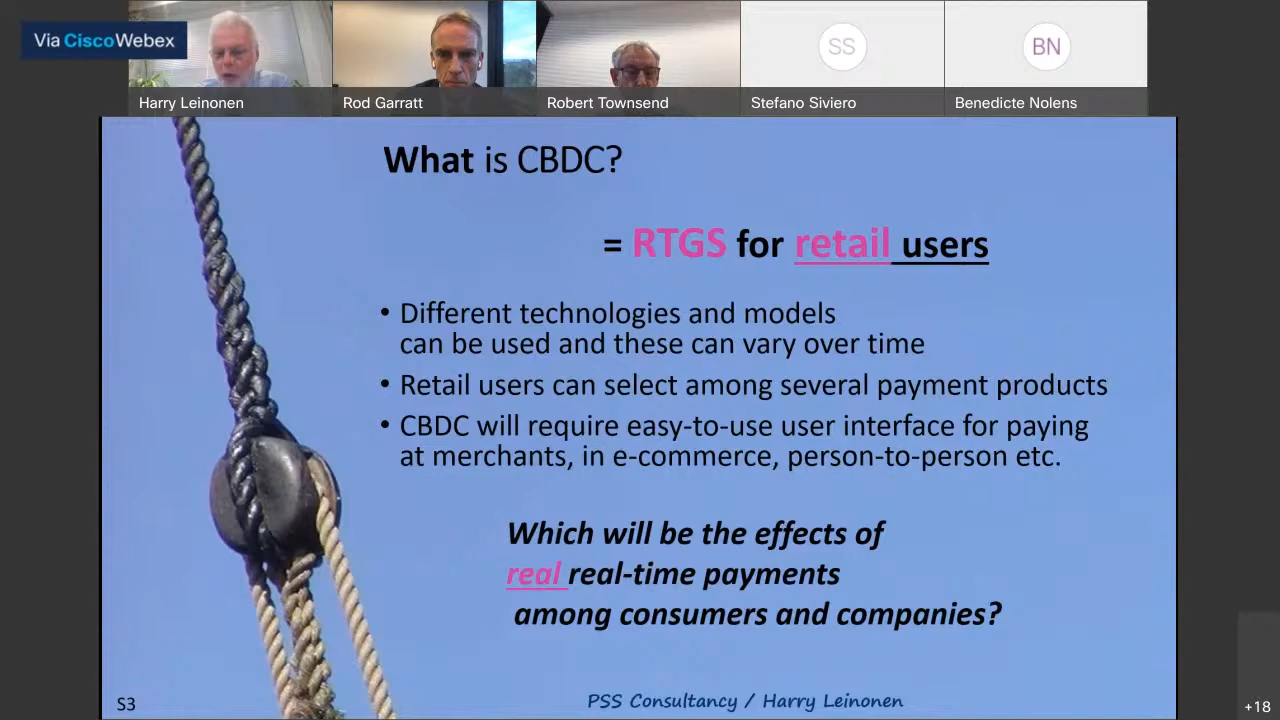 Via Cisco Webex
Harry Leinonen
Rod Garratt
Robert Townsend
SS
Stefano Siviero
BN
Benedicte Nolens
What is CBDC?
= RTGS for retail users
• Different technologies and models
can be used and these can vary over time
• Retail users can select among several payment products
• CBDC will require easy-to-use user interface for paying
at merchants, in e-commerce, person-to-person etc.
Which will be the effects of
real real-time payments
among consumers and companies?
S3
PSS Consultancy / Harry Leinonen
+18